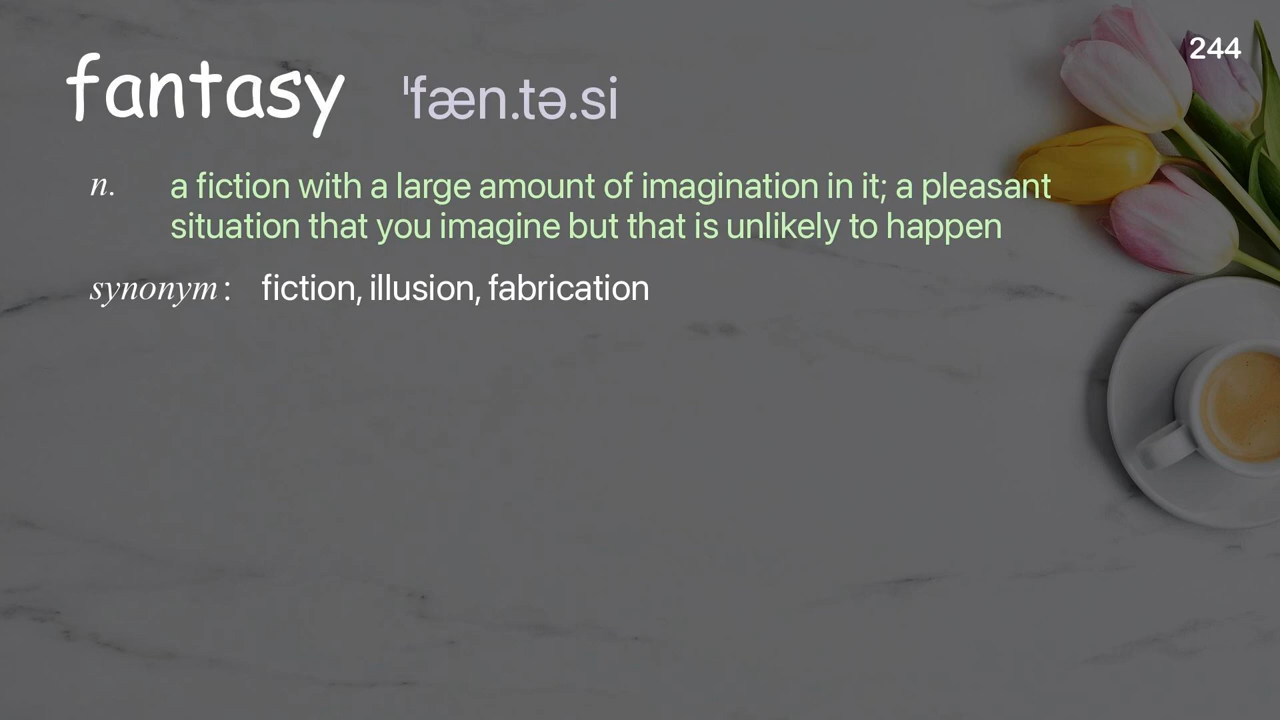 244
fantasy ˈfæn.tə.si
n. a fiction with a large amount of imagination in it; a pleasant
situation that you imagine but that is unlikely to happen
synonym : fiction, illusion, fabrication